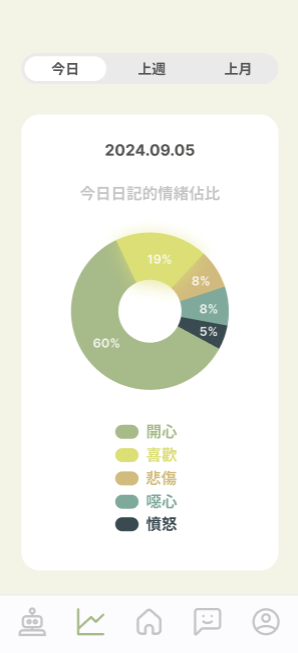 今日 上週 上月
2024.09.05
今日日記的情緒佔比
19%
8%
8%
5%
60%
開心
喜歡
悲傷
噁心
憤怒